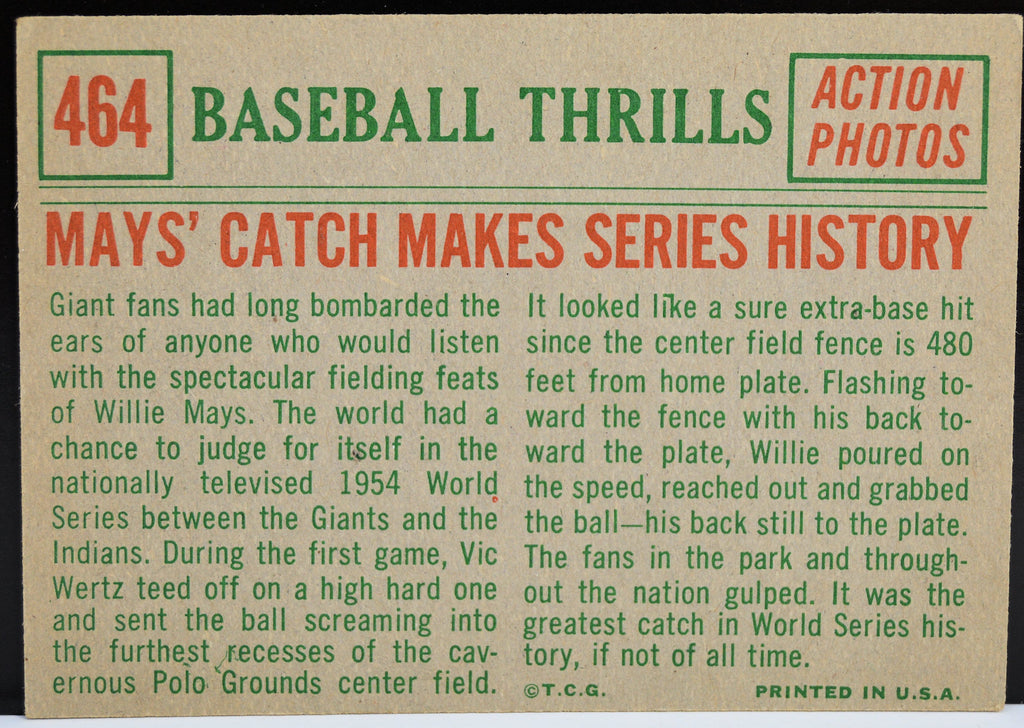 464
BASEBALL THRILLS
ACTION
PHOTOS
MAYS' CATCH MAKES SERIES HISTORY
Giant fans had long bombarded the
ears of anyone who would listen
with the spectacular fielding feats
of Willie Mays. The world had a
chance to judge for itself in the
nationally televised 1954 World
Series between the Giants and the
Indians. During the first game, Vic
Wertz teed off on a high hard one
and sent the ball screaming into
the furthest recesses of the cav-
ernous Polo Grounds center field.
It looked like a sure extra-base hit
since the center field fence is 480
feet from home plate. Flashing to-
ward the fence with his back to-
ward the plate, Willie poured on
the speed, reached out and grabbed
the ball—his back still to the plate.
The fans in the park and through-
out the nation gulped. It was the
greatest catch in World Series his-
tory, if not of all time.
©T.C.G.
PRINTED IN U.S.A.